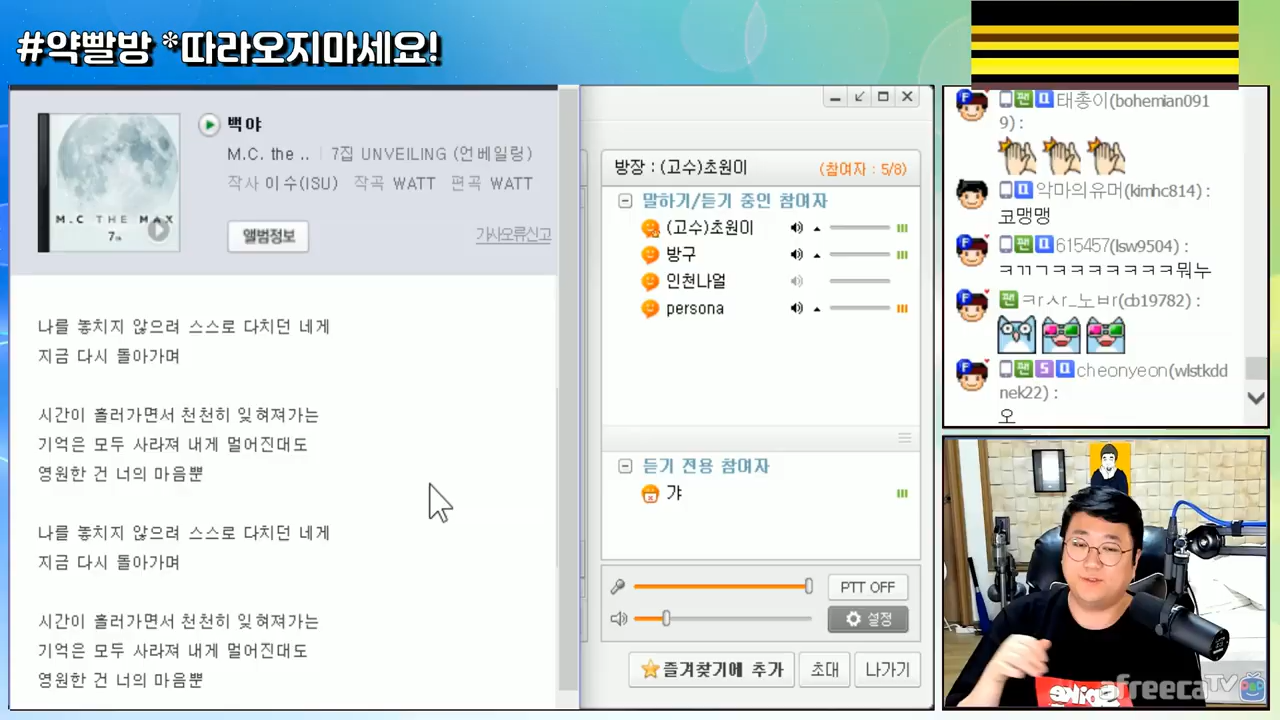 #약빨방 *따라오지마세요!
백야
M.C. the .. | 7집 UNVEILING (언베일링)
작사 이수(ISU) 작곡 WATT 편곡 WATT
앨범정보
가사오류신고
M.C THE MAX
7th
나를 놓치지 않으려 스스로 다치던 네게
지금 다시 돌아가며
시간이 흘러가면서 천천히 잊혀져가는
기억은 모두 사라져 내게 멀어진대도
영원한 건 너의 마음뿐
나를 놓치지 않으려 스스로 다치던 네게
지금 다시 돌아가며
시간이 흘러가면서 천천히 잊혀져가는
기억은 모두 사라져 내게 멀어진대도
영원한 건 너의 마음뿐
방장 : (고수)초원이 (참여자 : 5/8)
말하기/듣기 중인 참여자
(고수)초원이
방구
인천나얼
persona
듣기 전용 참여자
갸
PTT OFF
설정
즐겨찾기에 추가
초대
나가기
팬 태총이(bohemian091
9) :
악마의유머(kimhc814) :
코맹맹
팬 615457(lsw9504) :
ㅋㄲㄱㅋㅋㅋㅋㅋㅋㅋ뭐누
팬 ㅋrㅅr_노ㅂr(cb19782) :
팬 S cheonyeon(wlstkdd
nek22) :
오
afreecaTV